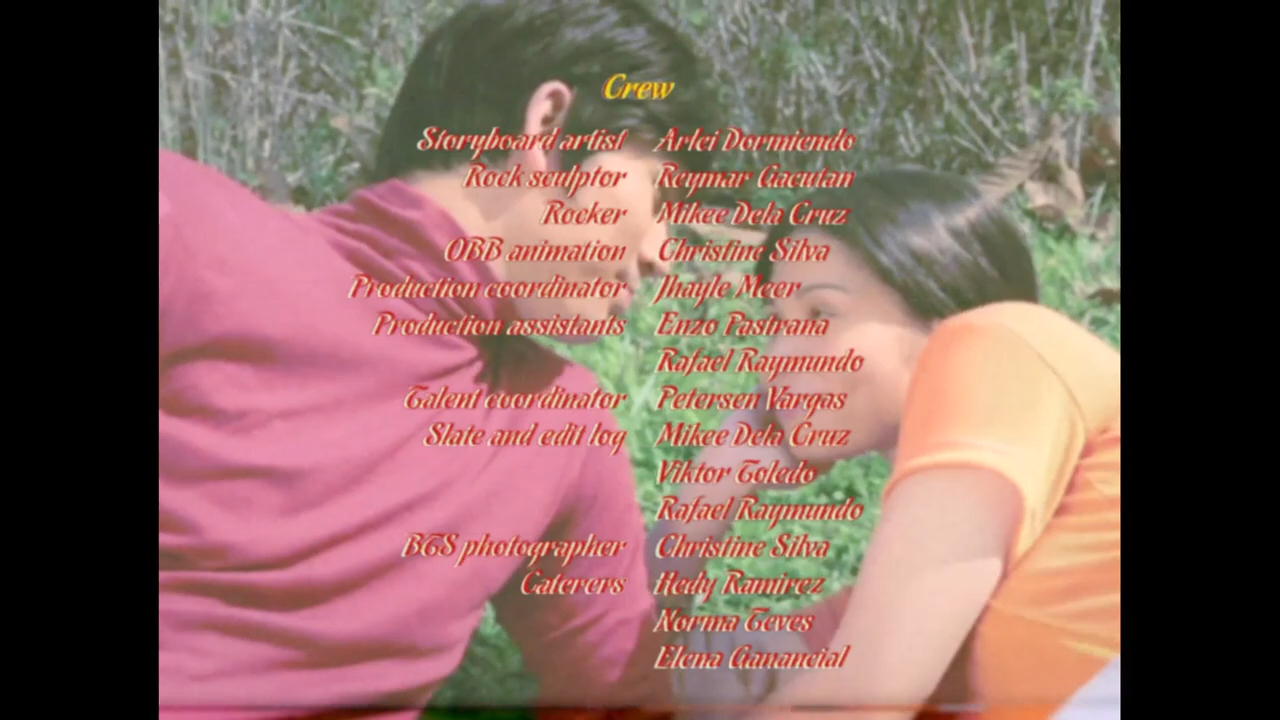 Crew
Storyboard artist Arlei Dormiendo
Rock sculptor Reymar Gacutan
Rocker Mikee Dela Cruz
OBB animation Christine Silva
Production coordinator Jhayle Meer
Production assistants Enzo Pastrana
Rafael Raymundo
Talent coordinator Petersen Vargas
Slate and edit log Mikee Dela Cruz
Viktor Toledo
Rafael Raymundo
BTS photographer Christine Silva
Caterers Hedy Ramirez
Norma Teves
Elena Ganancial